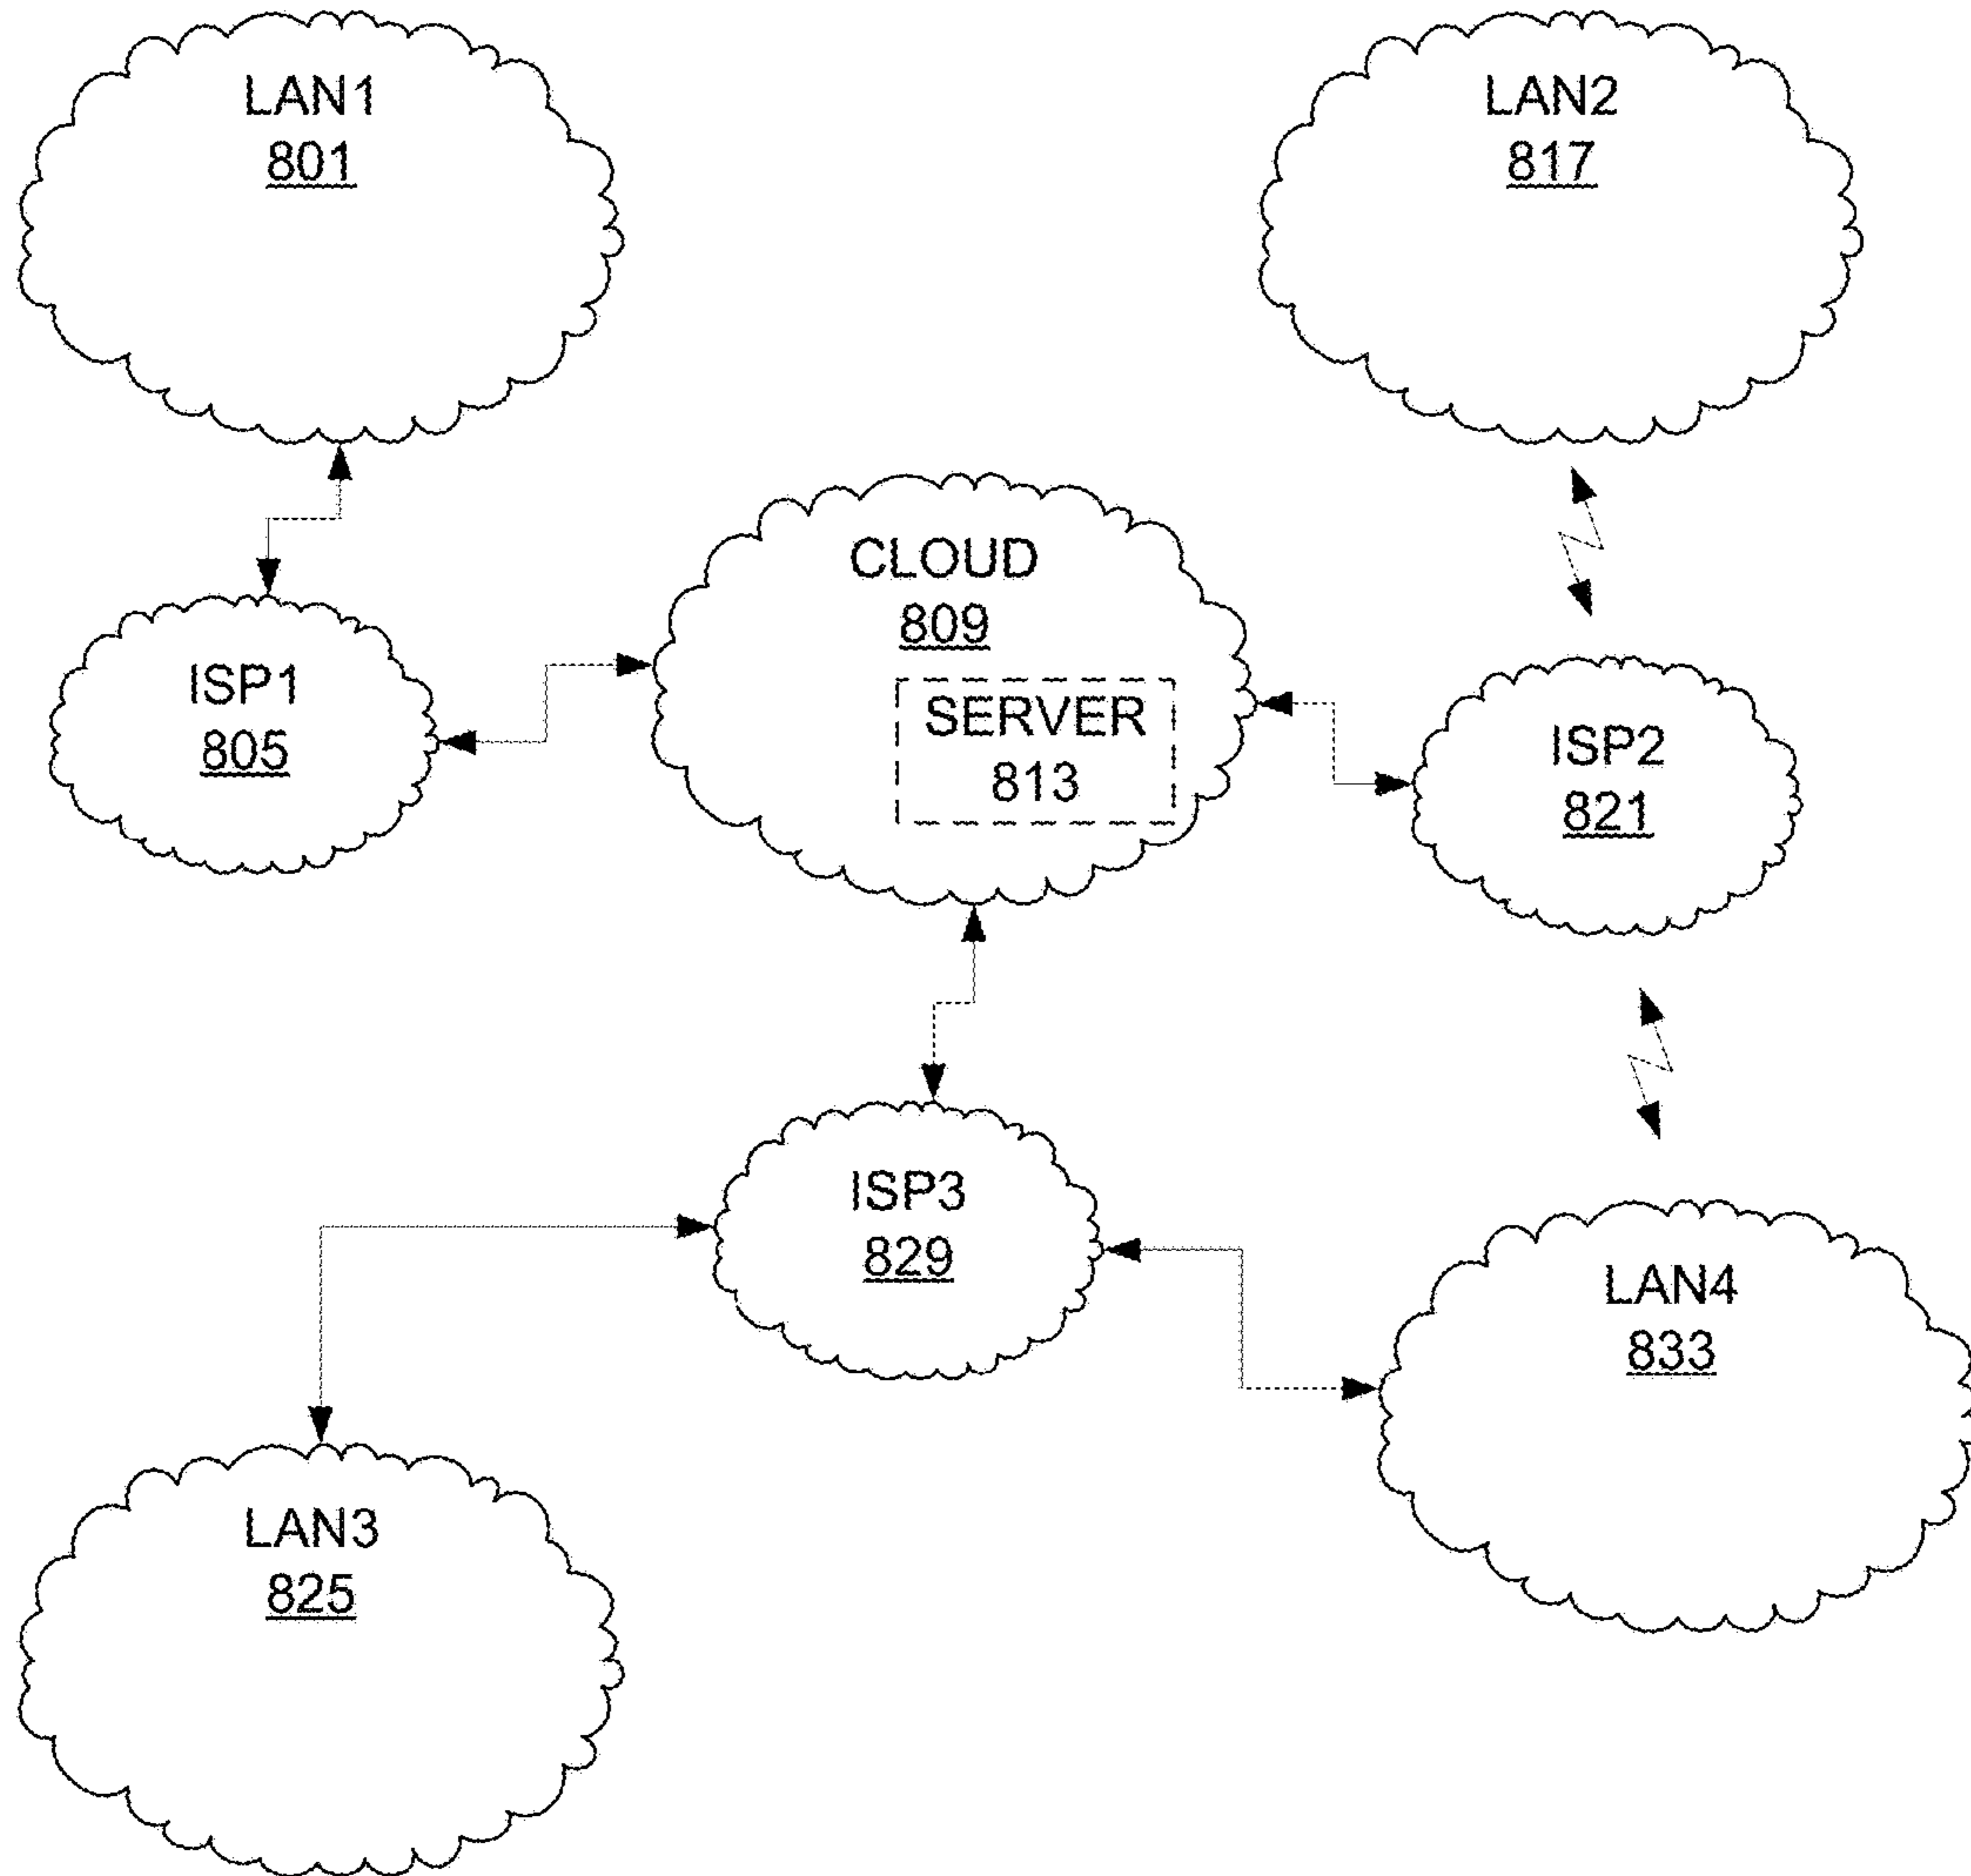 LAN1
801
LAN2
817
CLOUD
809
SERVER
813
ISP1
805
ISP2
821
ISP3
829
LAN4
833
LAN3
825